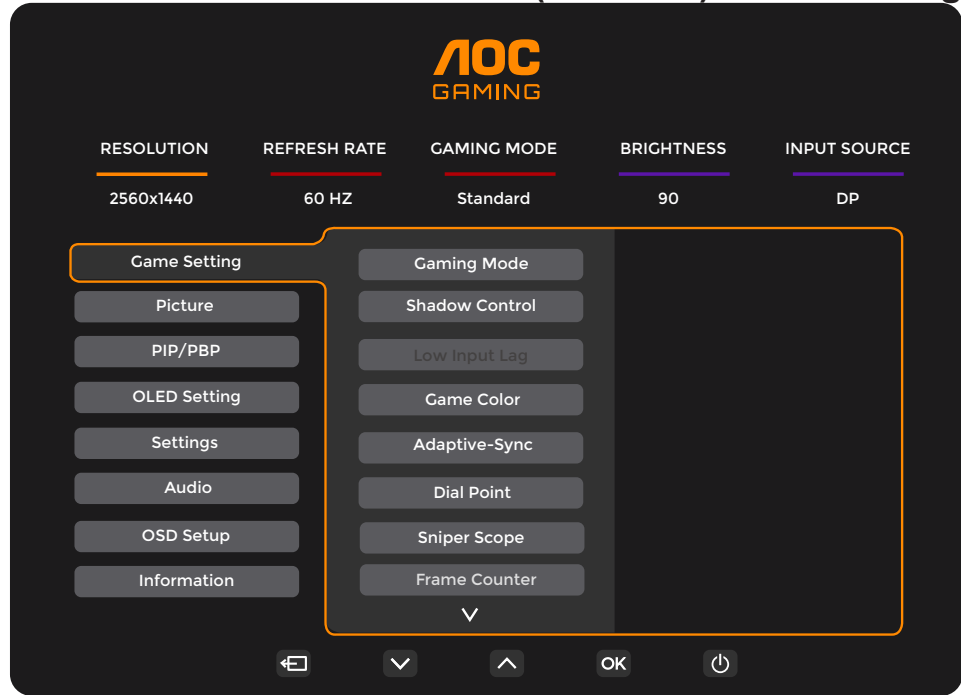 AOC
GAMING
RESOLUTION REFRESH RATE GAMING MODE BRIGHTNESS INPUT SOURCE
2560x1440 60 HZ Standard 90 DP
Game Setting
Picture
PIP/PBP
OLED Setting
Settings
Audio
OSD Setup
Information
Gaming Mode
Shadow Control
Low Input Lag
Game Color
Adaptive-Sync
Dial Point
Sniper Scope
Frame Counter
OK